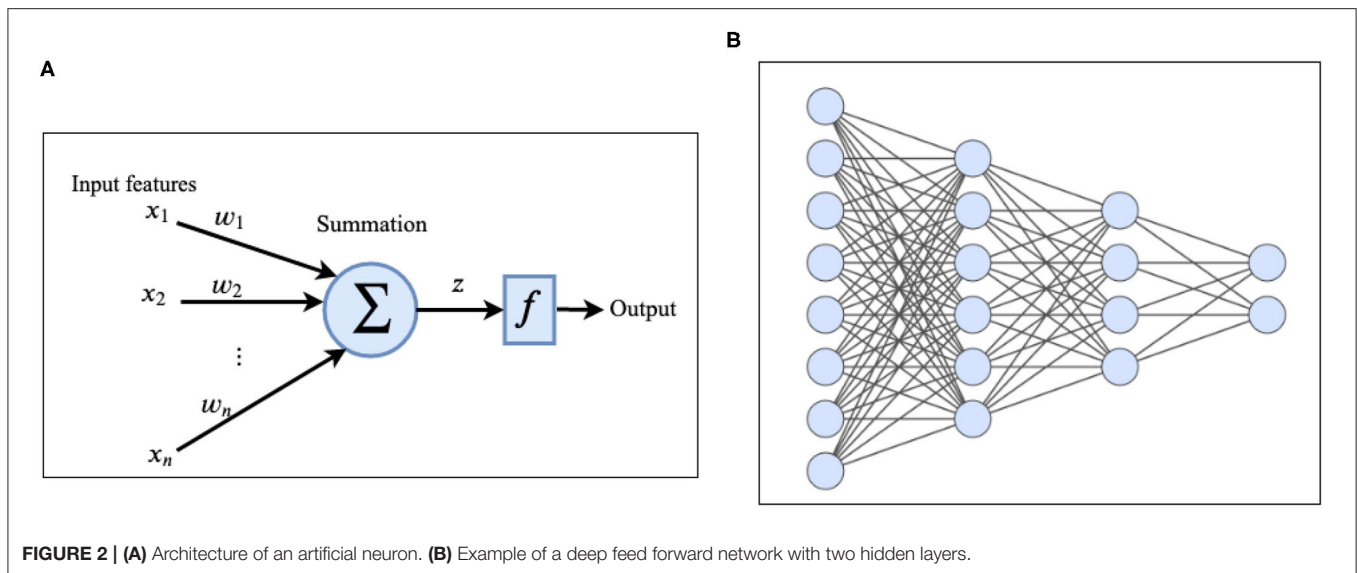 A
B
Input features
x1
w1
Summation
x2
w2
Σ
z
f
Output
⋮
wn
xn
FIGURE 2 | (A) Architecture of an artificial neuron. (B) Example of a deep feed forward network with two hidden layers.